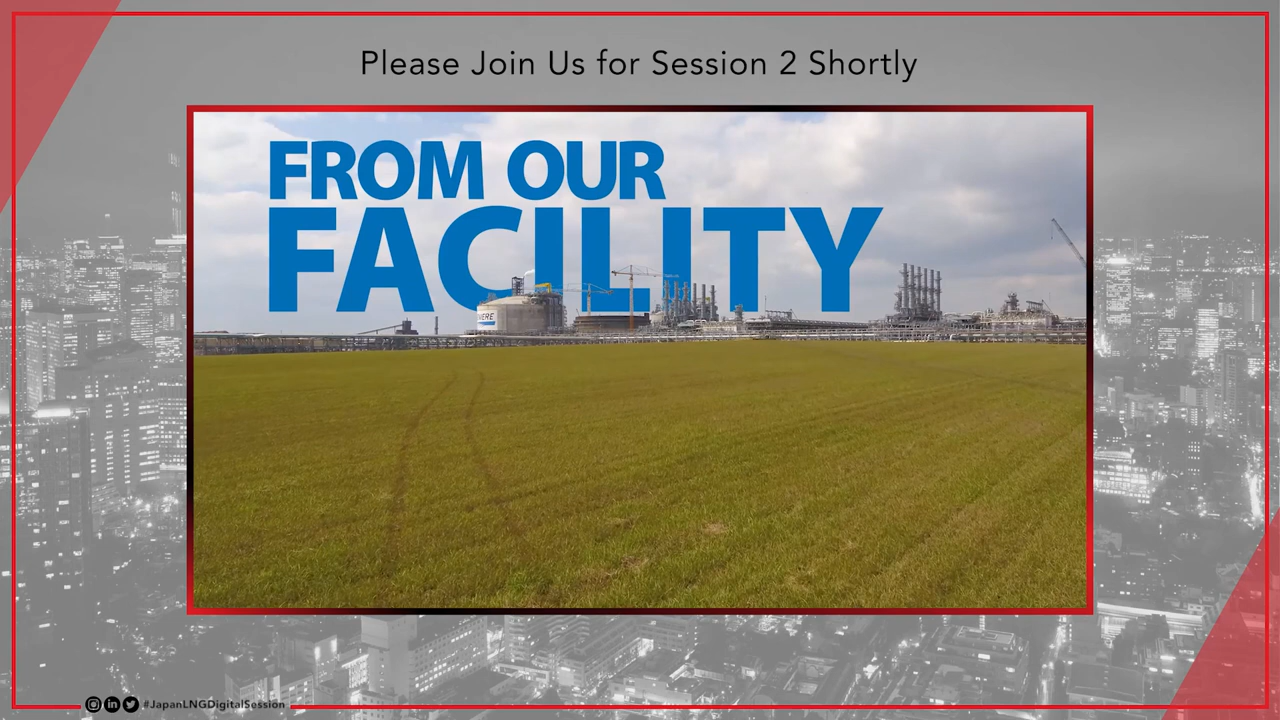 Please Join Us for Session 2 Shortly
FROM OUR
FACILITY
#JapanLNGDigitalSession